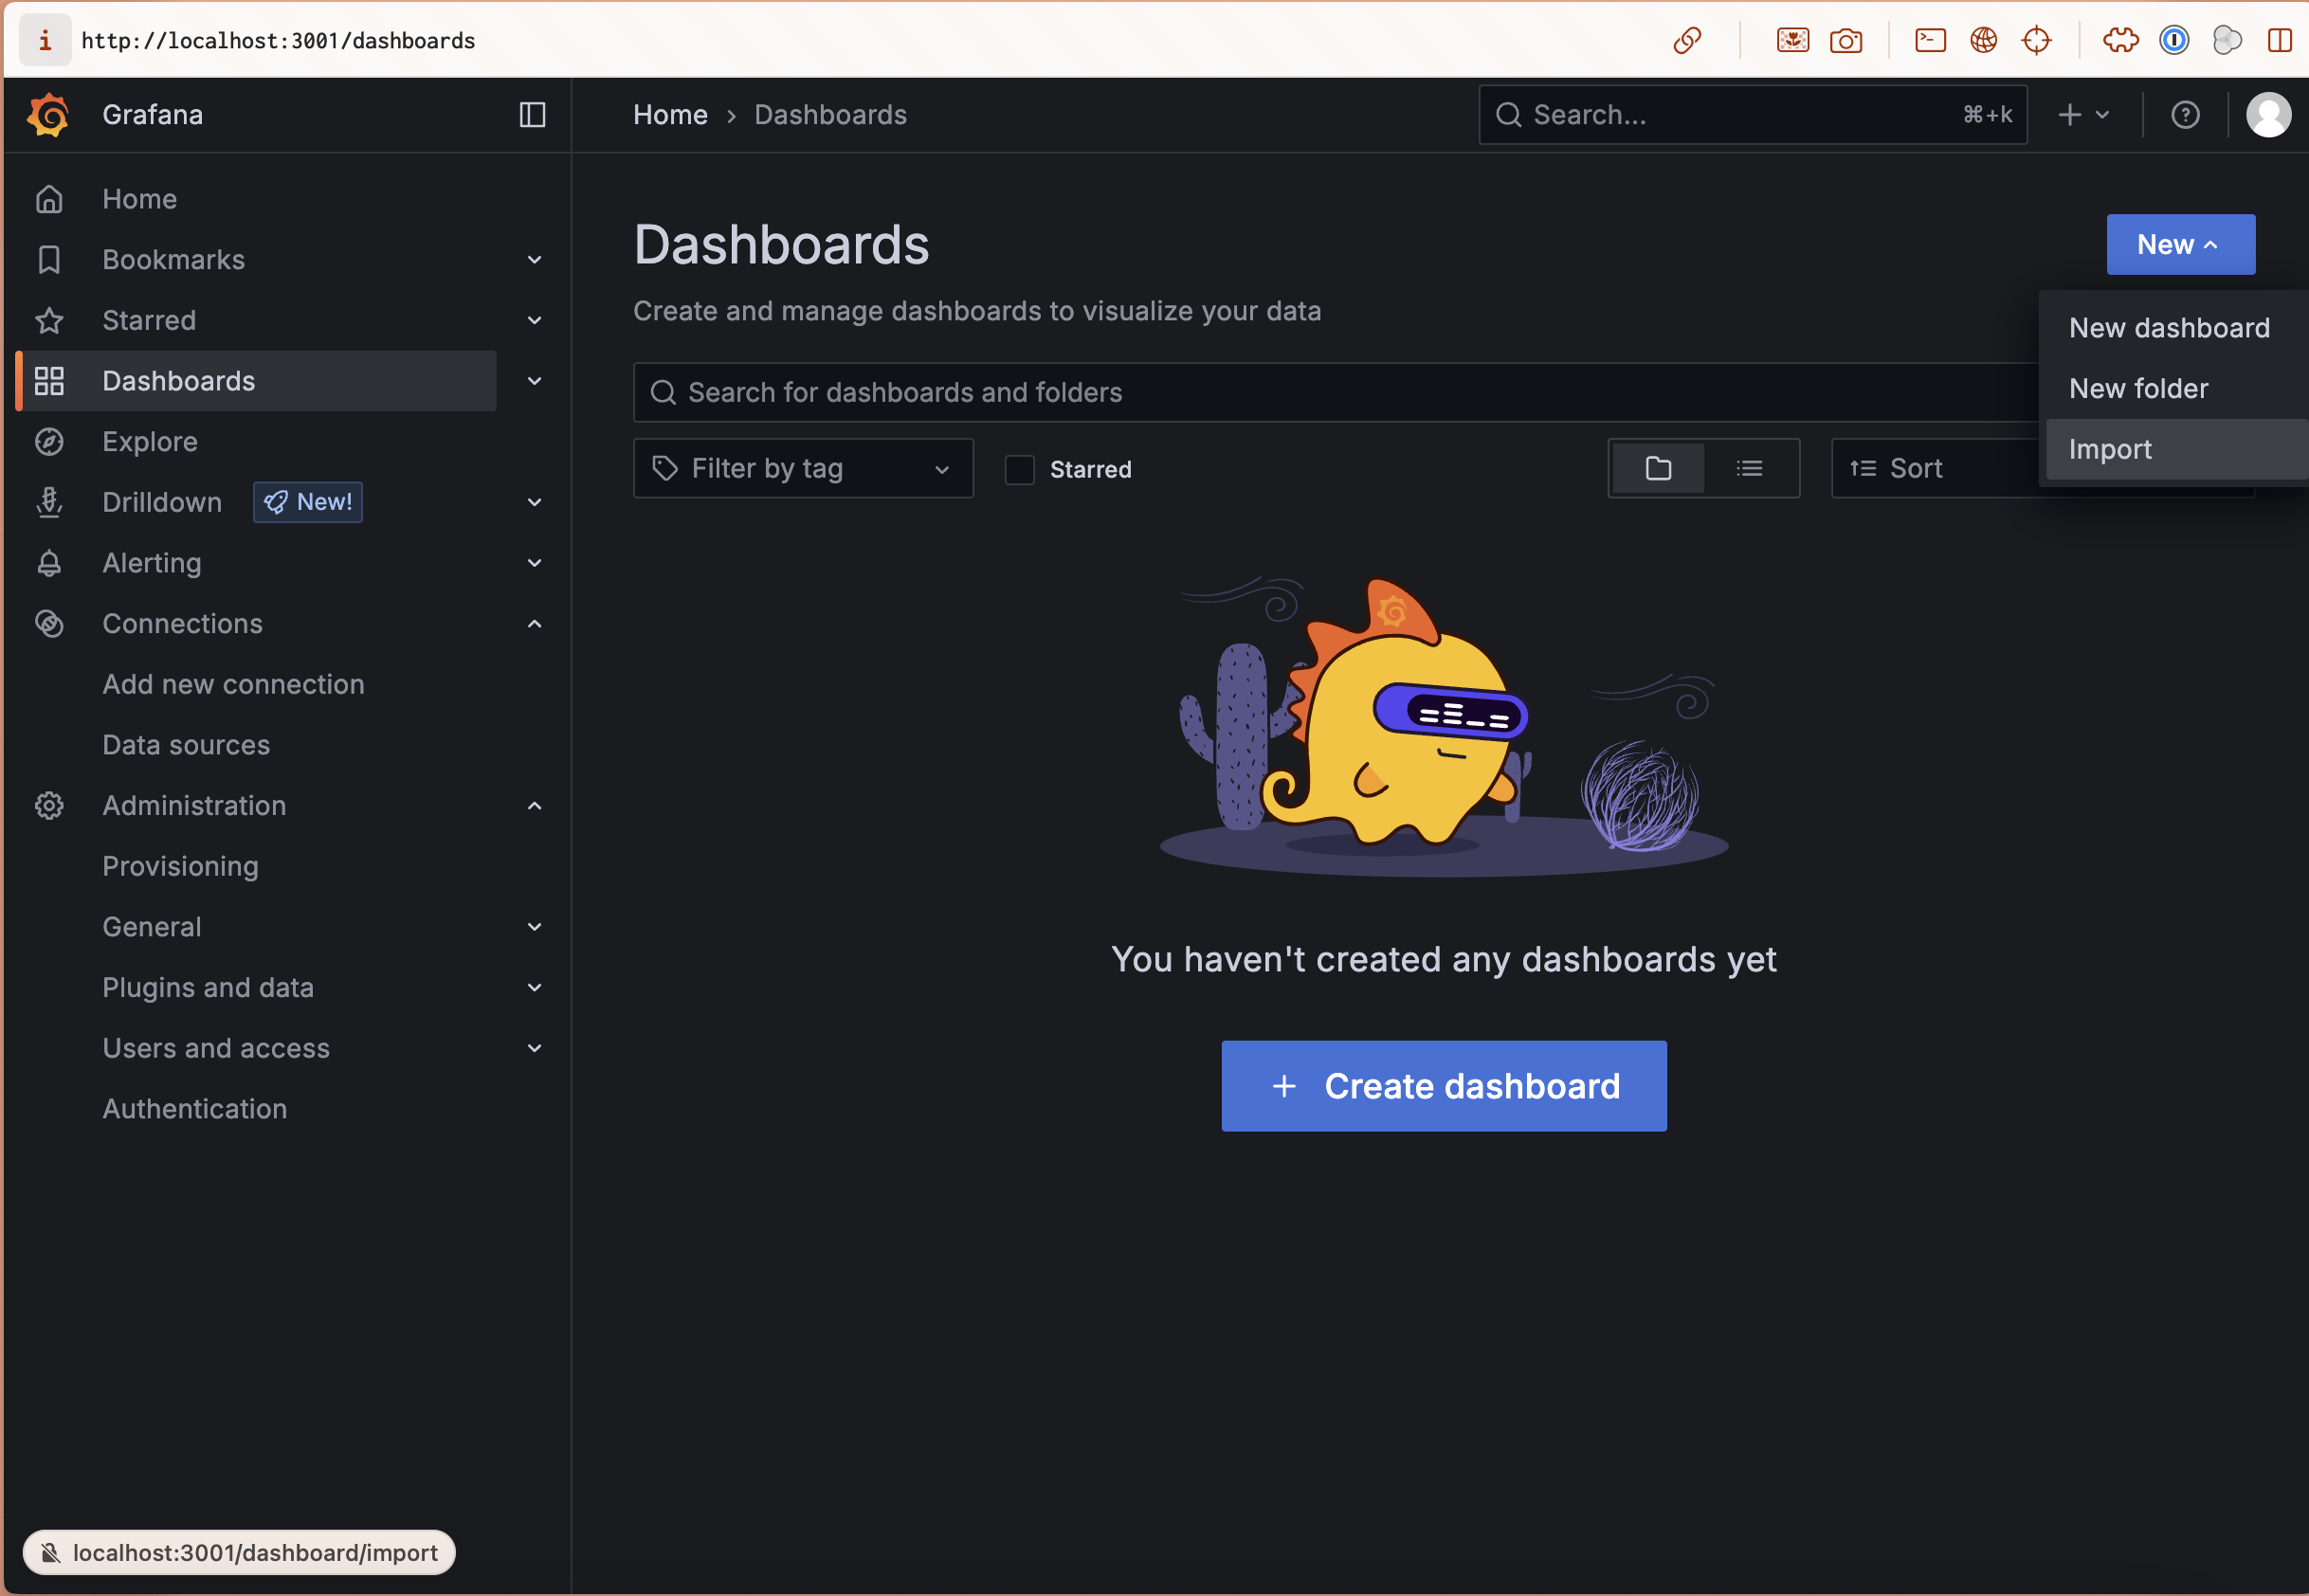 http://localhost:3001/dashboards
Grafana
Home › Dashboards
Search...
⌘+k
Home
Bookmarks
Starred
Dashboards
Explore
Drilldown
New!
Alerting
Connections
Add new connection
Data sources
Administration
Provisioning
General
Plugins and data
Users and access
Authentication
Dashboards
New
Create and manage dashboards to visualize your data
New dashboard
New folder
Import
Search for dashboards and folders
Filter by tag
Starred
Sort
You haven't created any dashboards yet
+ Create dashboard
localhost:3001/dashboard/import